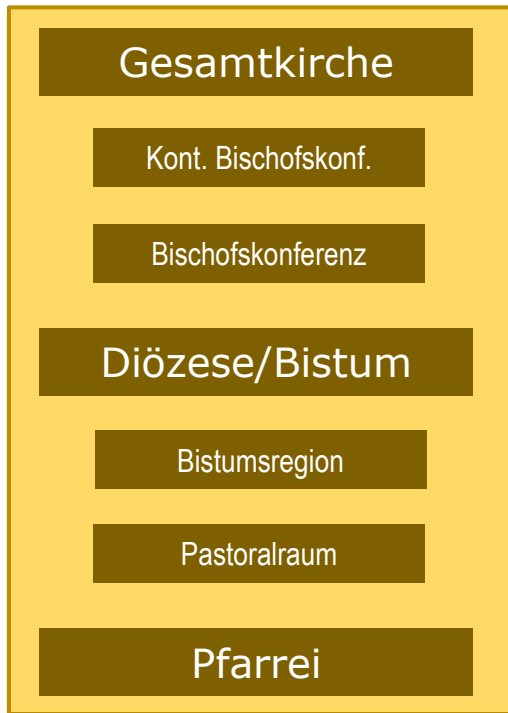 Gesamtkirche
Kont. Bischofskonf.
Bischofskonferenz
Diözese/Bistum
Bistumsregion
Pastoralraum
Pfarrei